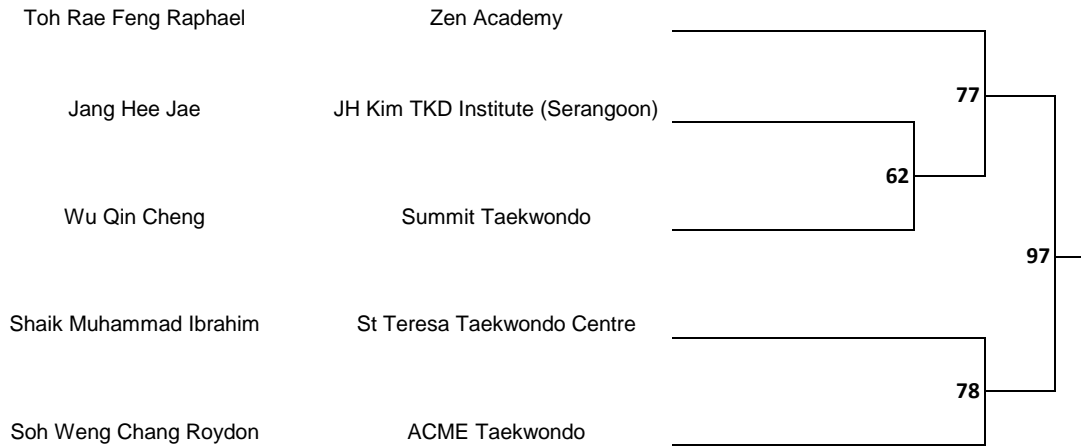 Toh Rae Feng Raphael Zen Academy
77
Jang Hee Jae JH Kim TKD Institute (Serangoon)
62
Wu Qin Cheng Summit Taekwondo
97
Shaik Muhammad Ibrahim St Teresa Taekwondo Centre
78
Soh Weng Chang Roydon ACME Taekwondo